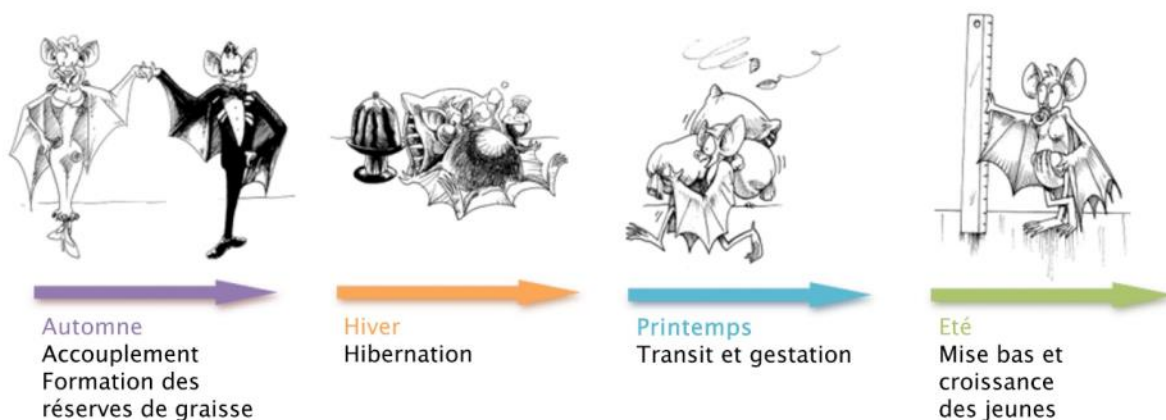 Automne
Accouplement
Formation des
réserves de graisse
Hiver
Hibernation
Printemps
Transit et gestation
Eté
Mise bas et
croissance
des jeunes